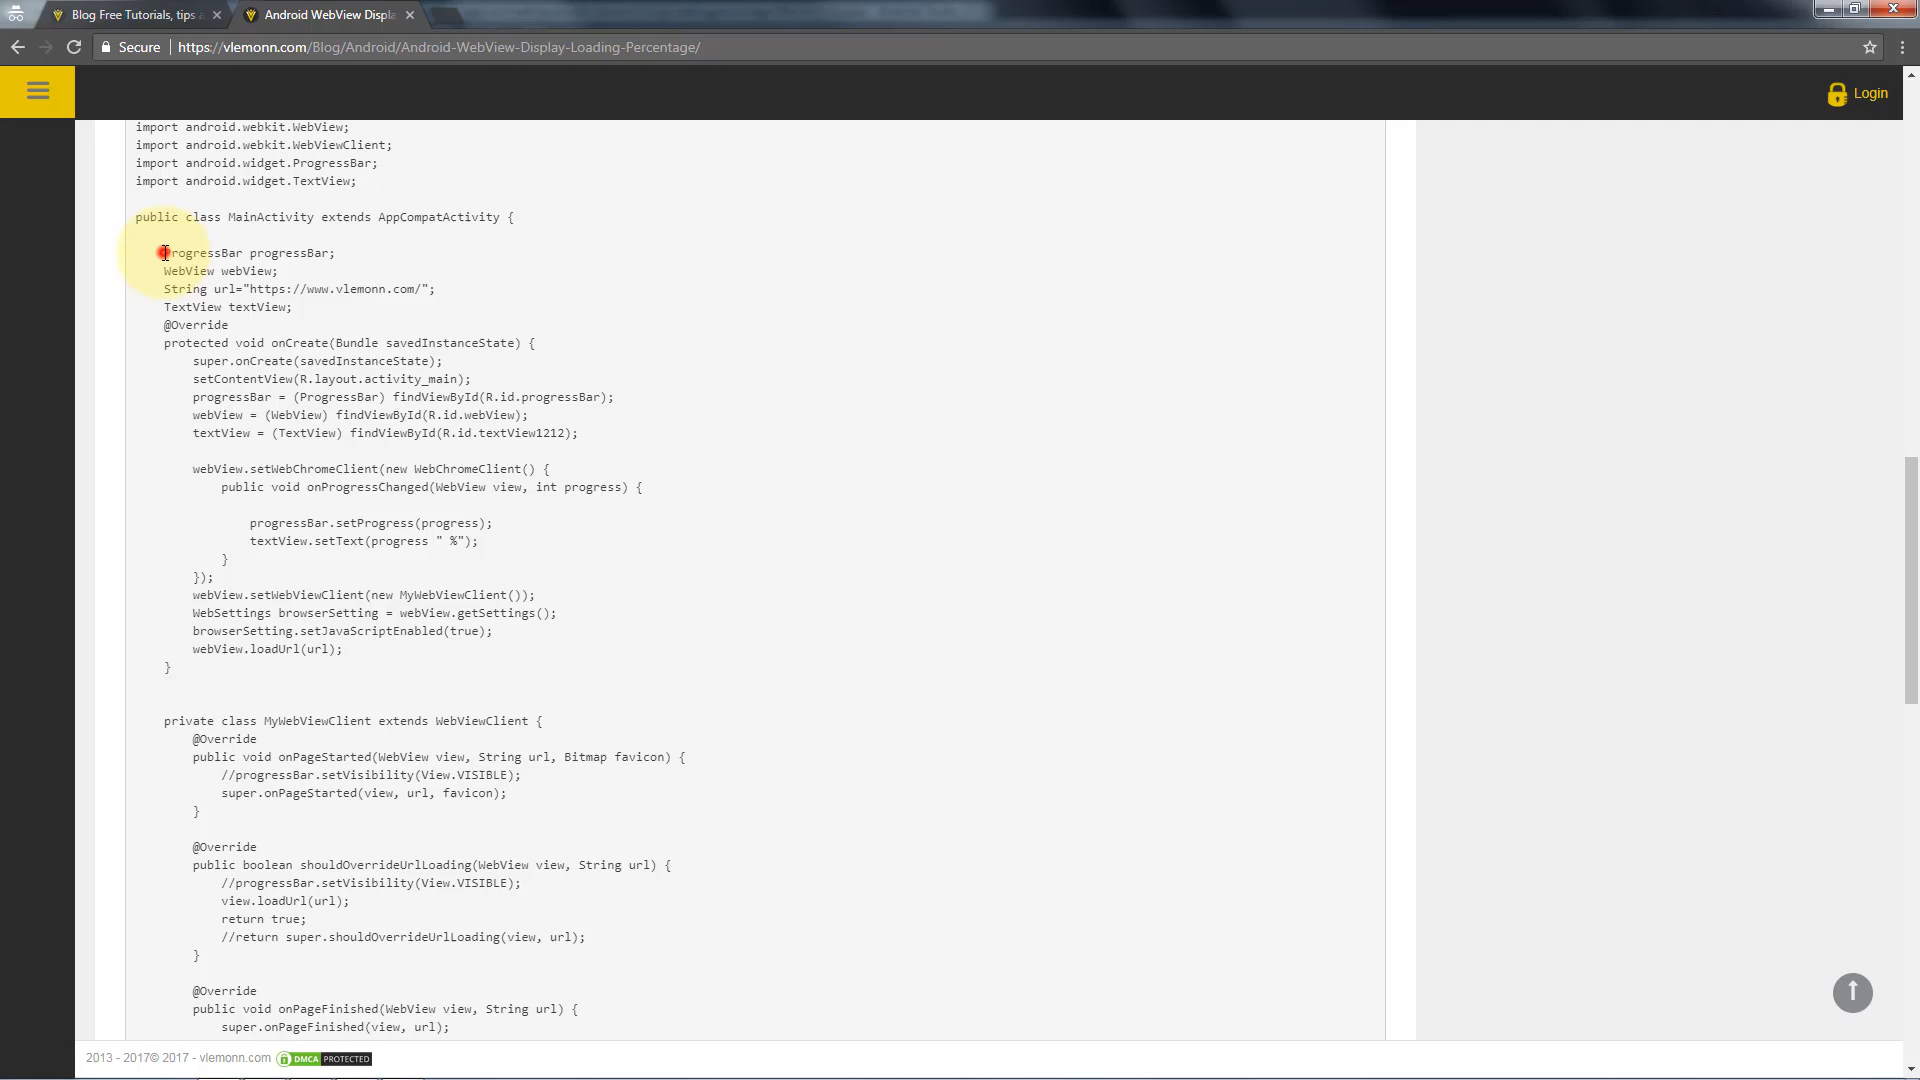 Blog Free Tutorials, tips a
Android WebView Displa
Secure
https://vlemonn.com/Blog/Android/Android-WebView-Display-Loading-Percentage/
Login
import android.webkit.WebView;
import android.webkit.WebViewClient;
import android.widget.ProgressBar;
import android.widget.TextView;
public class MainActivity extends AppCompatActivity {
ProgressBar progressBar;
WebView webView;
String url="https://www.vlemonn.com/";
TextView textView;
@Override
protected void onCreate(Bundle savedInstanceState) {
super.onCreate(savedInstanceState);
setContentView(R.layout.activity_main);
progressBar = (ProgressBar) findViewById(R.id.progressBar);
webView = (WebView) findViewById(R.id.webView);
textView = (TextView) findViewById(R.id.textView1212);
webView.setWebChromeClient(new WebChromeClient() {
public void onProgressChanged(WebView view, int progress) {
progressBar.setProgress(progress);
textView.setText(progress " %");
}
});
webView.setWebViewClient(new MyWebViewClient());
WebSettings browserSetting = webView.getSettings();
browserSetting.setJavaScriptEnabled(true);
webView.loadUrl(url);
}
private class MyWebViewClient extends WebViewClient {
@Override
public void onPageStarted(WebView view, String url, Bitmap favicon) {
//progressBar.setVisibility(View.VISIBLE);
super.onPageStarted(view, url, favicon);
}
@Override
public boolean shouldOverrideUrlLoading(WebView view, String url) {
//progressBar.setVisibility(View.VISIBLE);
view.loadUrl(url);
return true;
//return super.shouldOverrideUrlLoading(view, url);
}
@Override
public void onPageFinished(WebView view, String url) {
super.onPageFinished(view, url);
2013 - 2017© 2017 - vlemonn.com DMCA PROTECTED